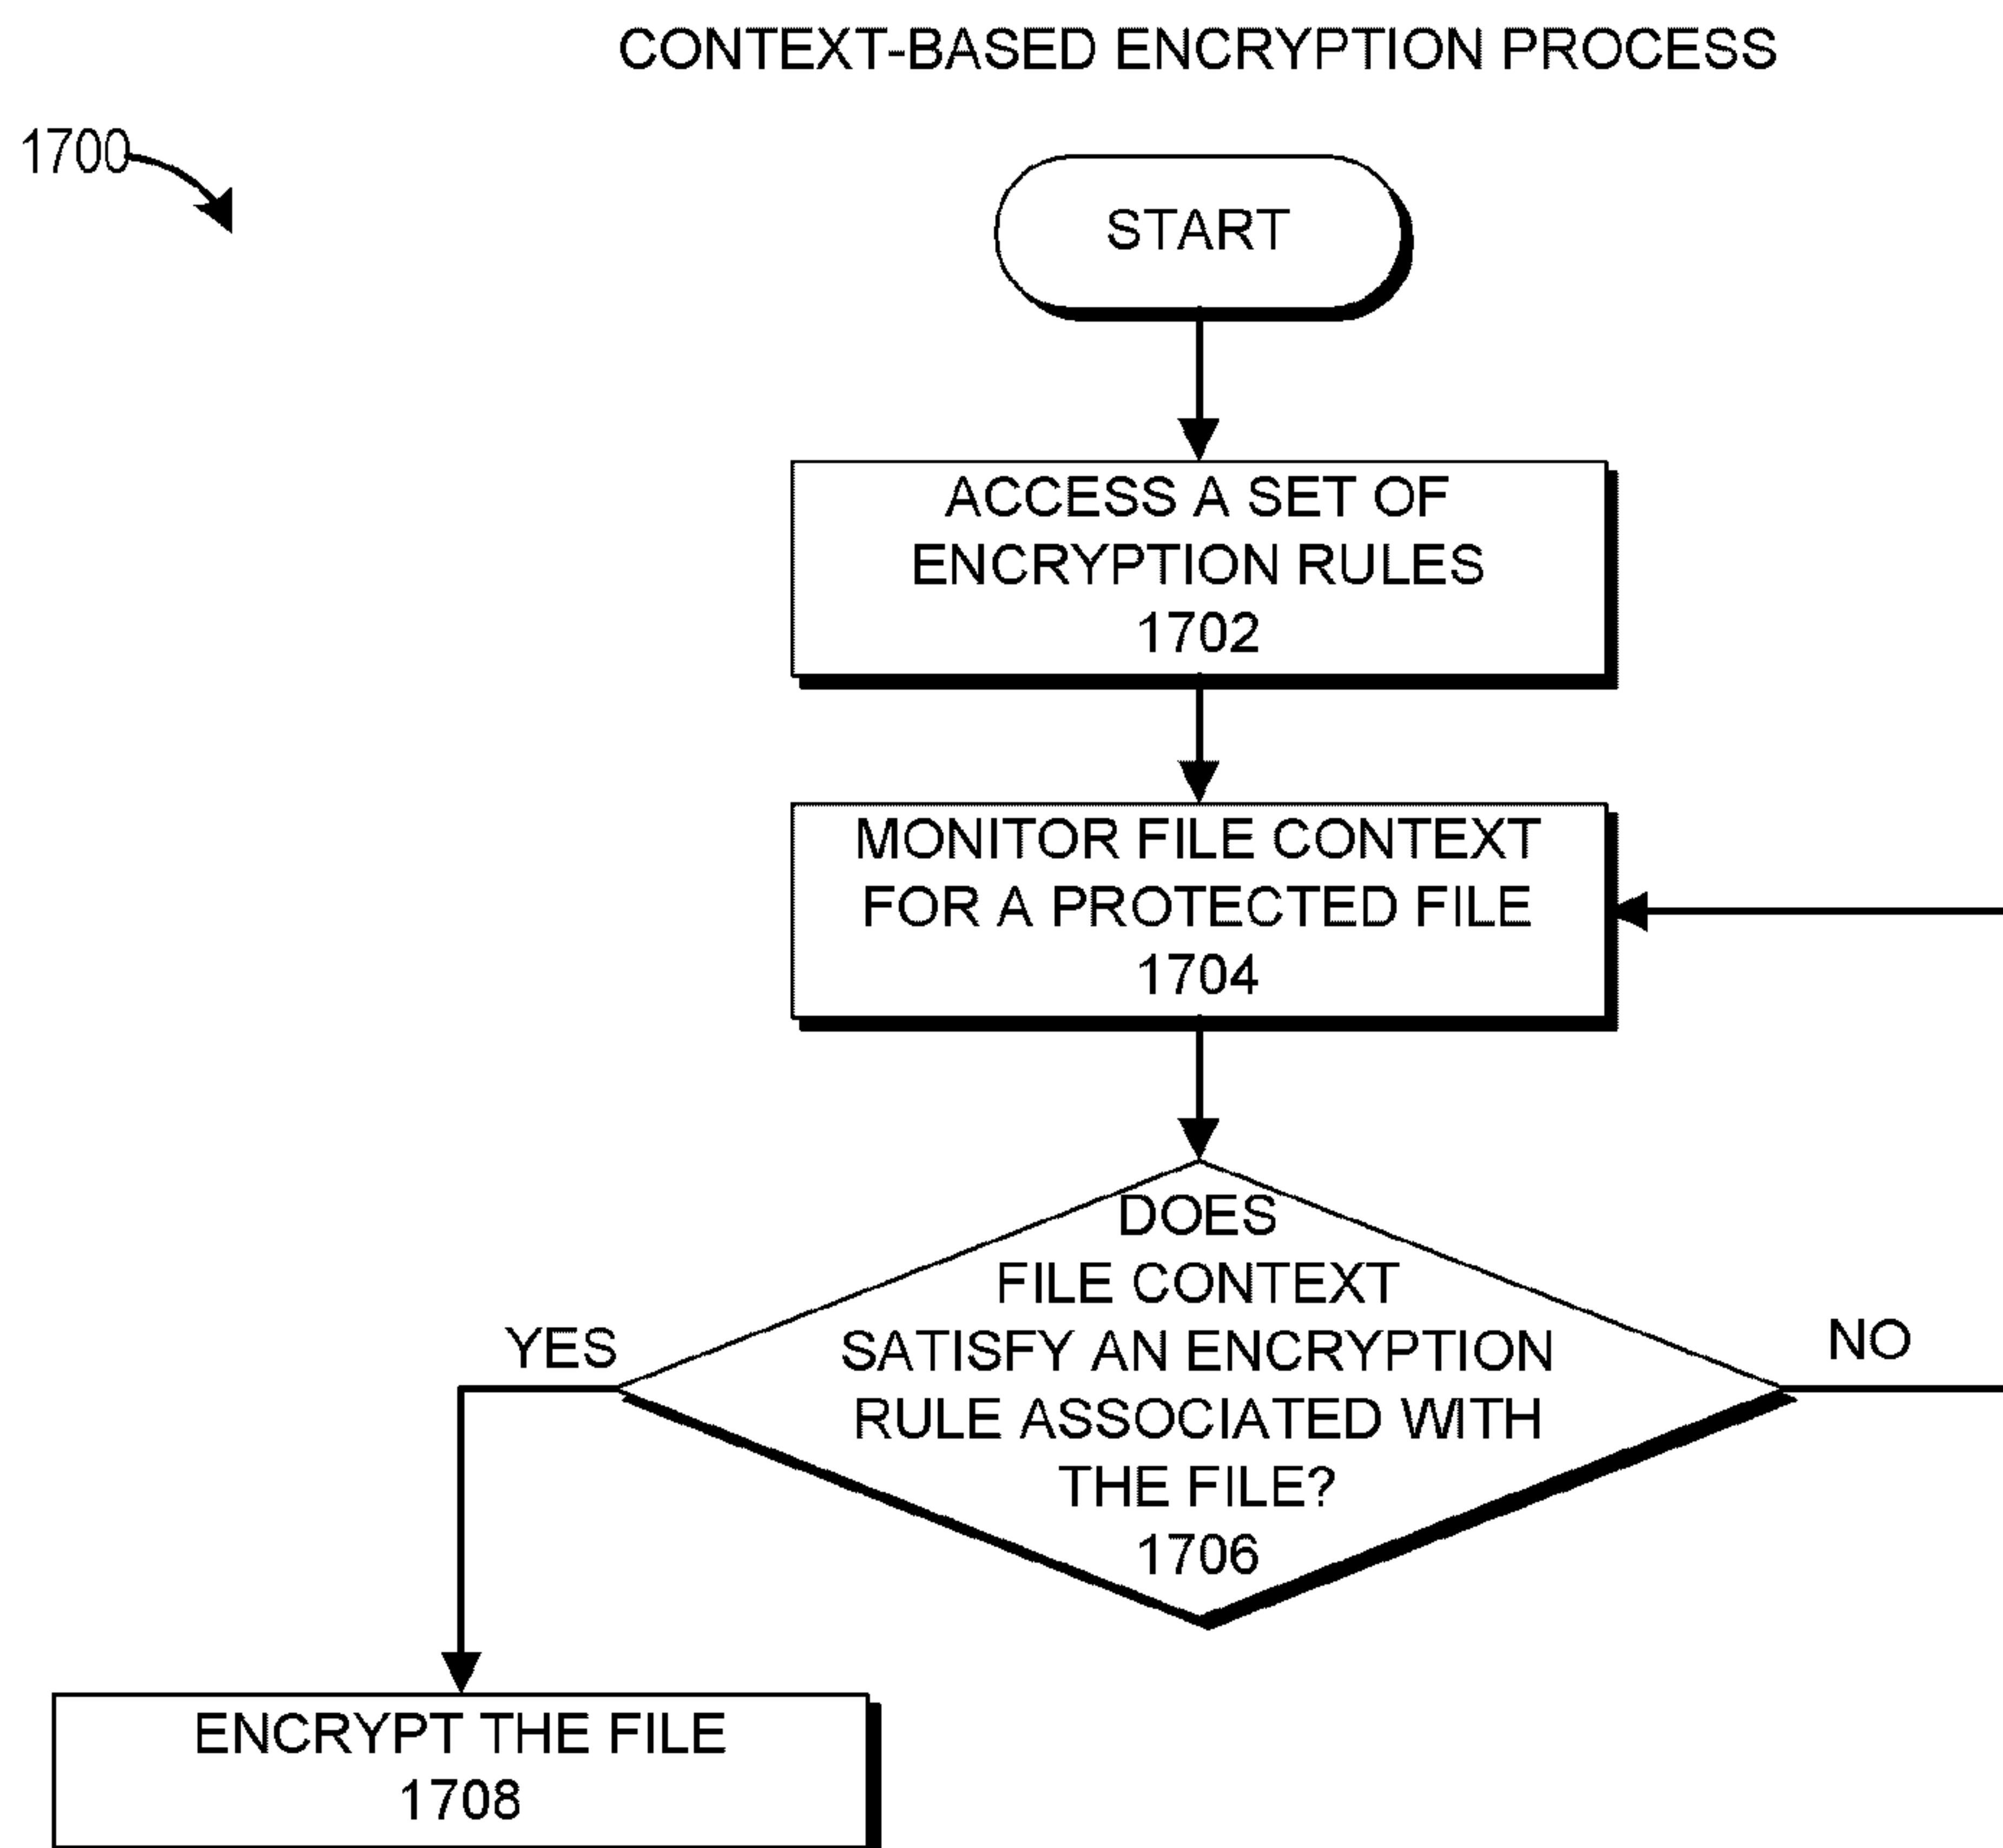 CONTEXT-BASED ENCRYPTION PROCESS
1700
START
ACCESS A SET OF
ENCRYPTION RULES
1702
MONITOR FILE CONTEXT
FOR A PROTECTED FILE
1704
DOES
FILE CONTEXT
SATISFY AN ENCRYPTION
RULE ASSOCIATED WITH
THE FILE?
1706
YES
NO
ENCRYPT THE FILE
1708